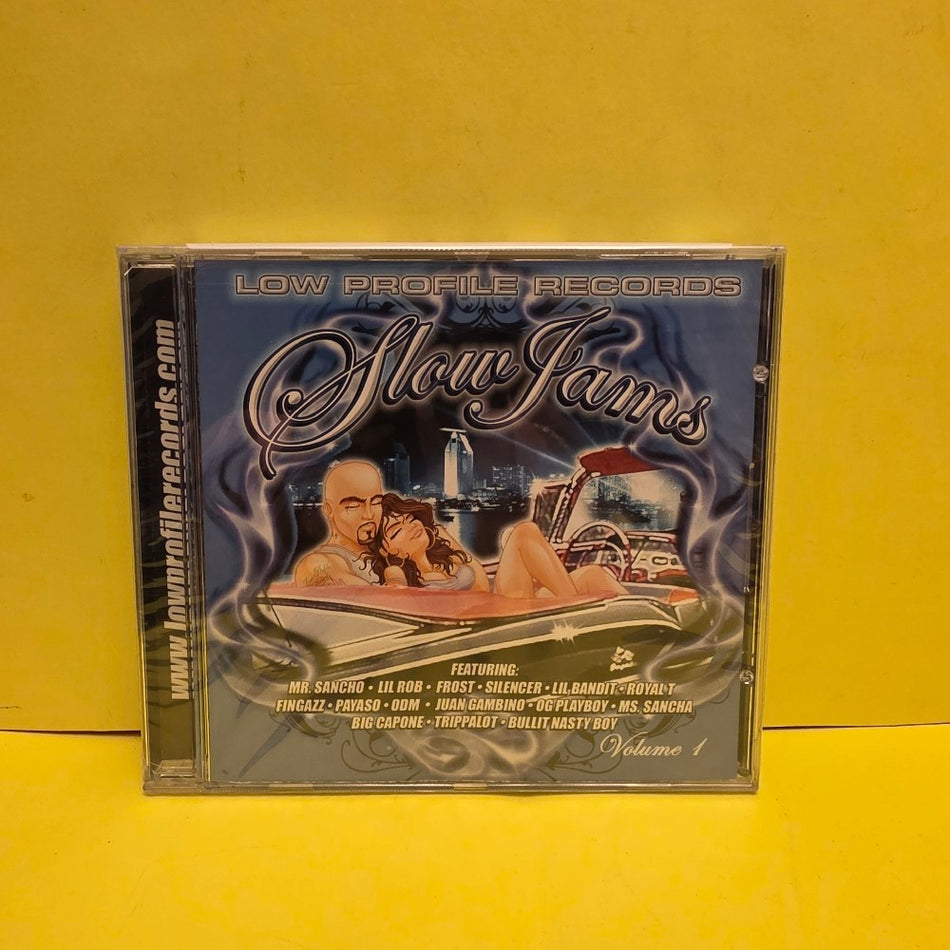 LOW PROFILE RECORDS
Slow Jams
www.lowprofilerecords.com
FEATURING:
MR. SANCHO • LIL ROB • FROST • SILENCER • LIL BANDIT • ROYAL T
FINGAZZ • PAYASO • ODM • JUAN GAMBINO • OG PLAYBOY • MS. SANCHA
BIG CAPONE • TRIPPALOT • BULLIT NASTY BOY
Volume 1